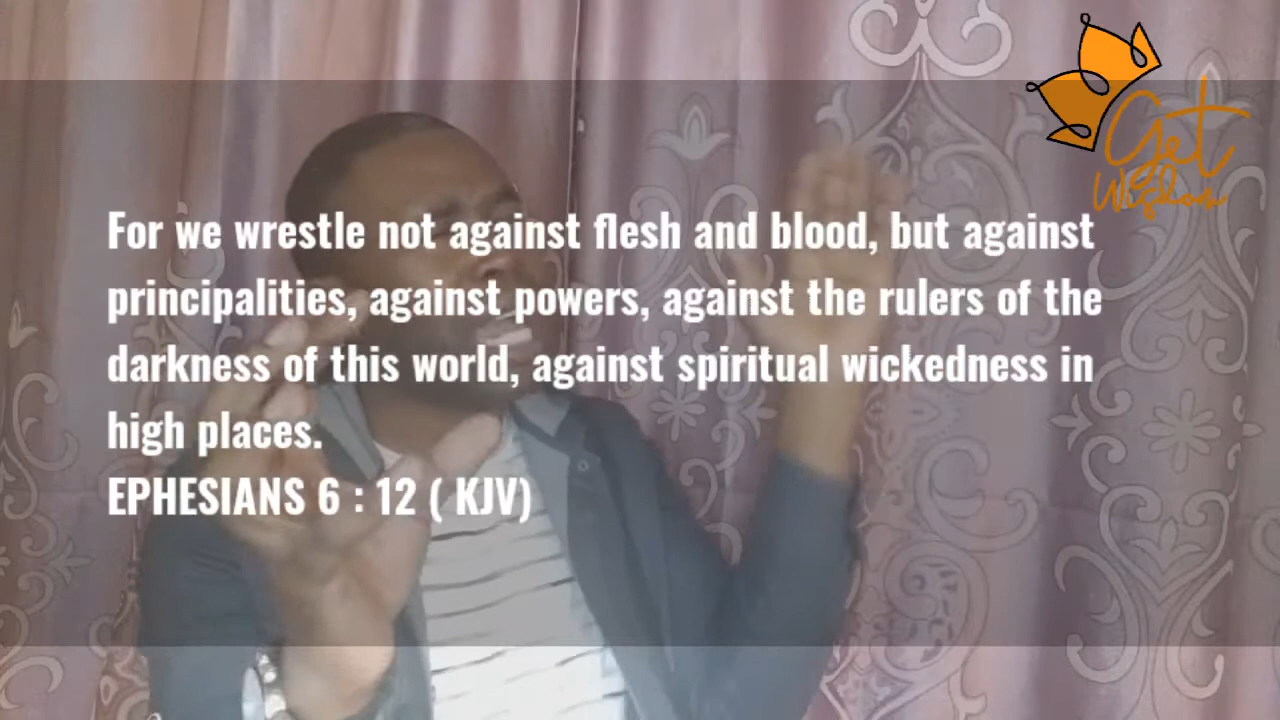 Get
Wisdom
For we wrestle not against flesh and blood, but against
principalities, against powers, against the rulers of the
darkness of this world, against spiritual wickedness in
high places.
EPHESIANS 6 : 12 ( KJV)